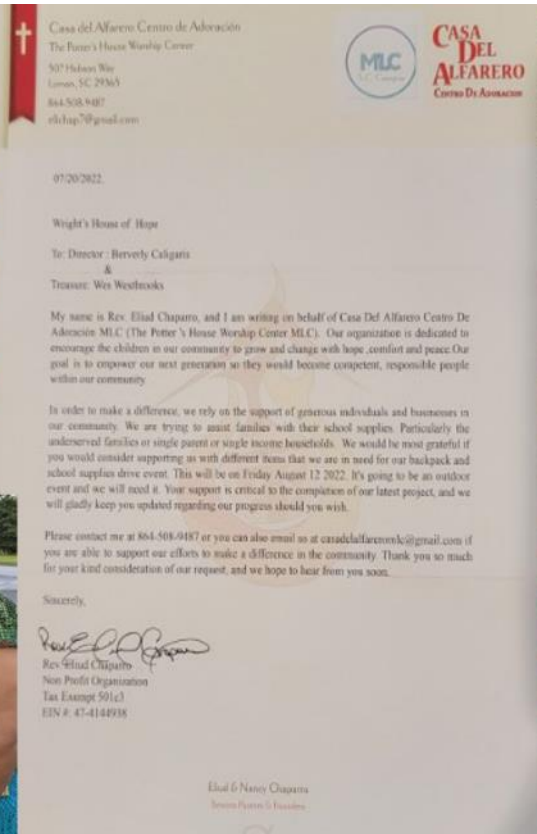 Casa del Alfarero Centro de Adoración
The Potter's House Worship Center
507 Hobson Way
Lyman, SC 29365
864-508-9487
elichap7@gmail.com
MLC
CASA
DEL
ALFARERO
CENTRO DE ADORACION
07/20/2022,
Wright's House of Hope
To: Director : Berverly Caligaris
&
Treasure: Wes Westbrooks
My name is Rev. Eliud Chaparro, and I am writing on behalf of Casa Del Alfarero Centro De
Adoración MLC (The Potter 's House Worship Center MLC). Our organization is dedicated to
encourage the children in our community to grow and change with hope ,comfort and peace.Our
goal is to empower our next generation so they would become competent, responsible people
within our community.
In order to make a difference, we rely on the support of generous individuals and businesses in
our community. We are trying to assist families with their school supplies. Particularly the
underserved families or single parent or single income households. We would be most grateful if
you would consider supporting us with different items that we are in need for our backpack and
school supplies drive event. This will be on Friday August 12 2022. It's going to be an outdoor
event and we will need it. Your support is critical to the completion of our latest project, and we
will gladly keep you updated regarding our progress should you wish.
Please contact me at 864-508-9487 or you can also email us at casadelalfareromlc@gmail.com if
you are able to support our efforts to make a difference in the community. Thank you so much
for your kind consideration of our request, and we hope to hear from you soon.
Sincerely,
Rev. Eliud Chaparro
Non Profit Organization
Tax Exempt 501c3
EIN #: 47-4144938
Eliud & Nancy Chaparro
Senior Pastors & Founders